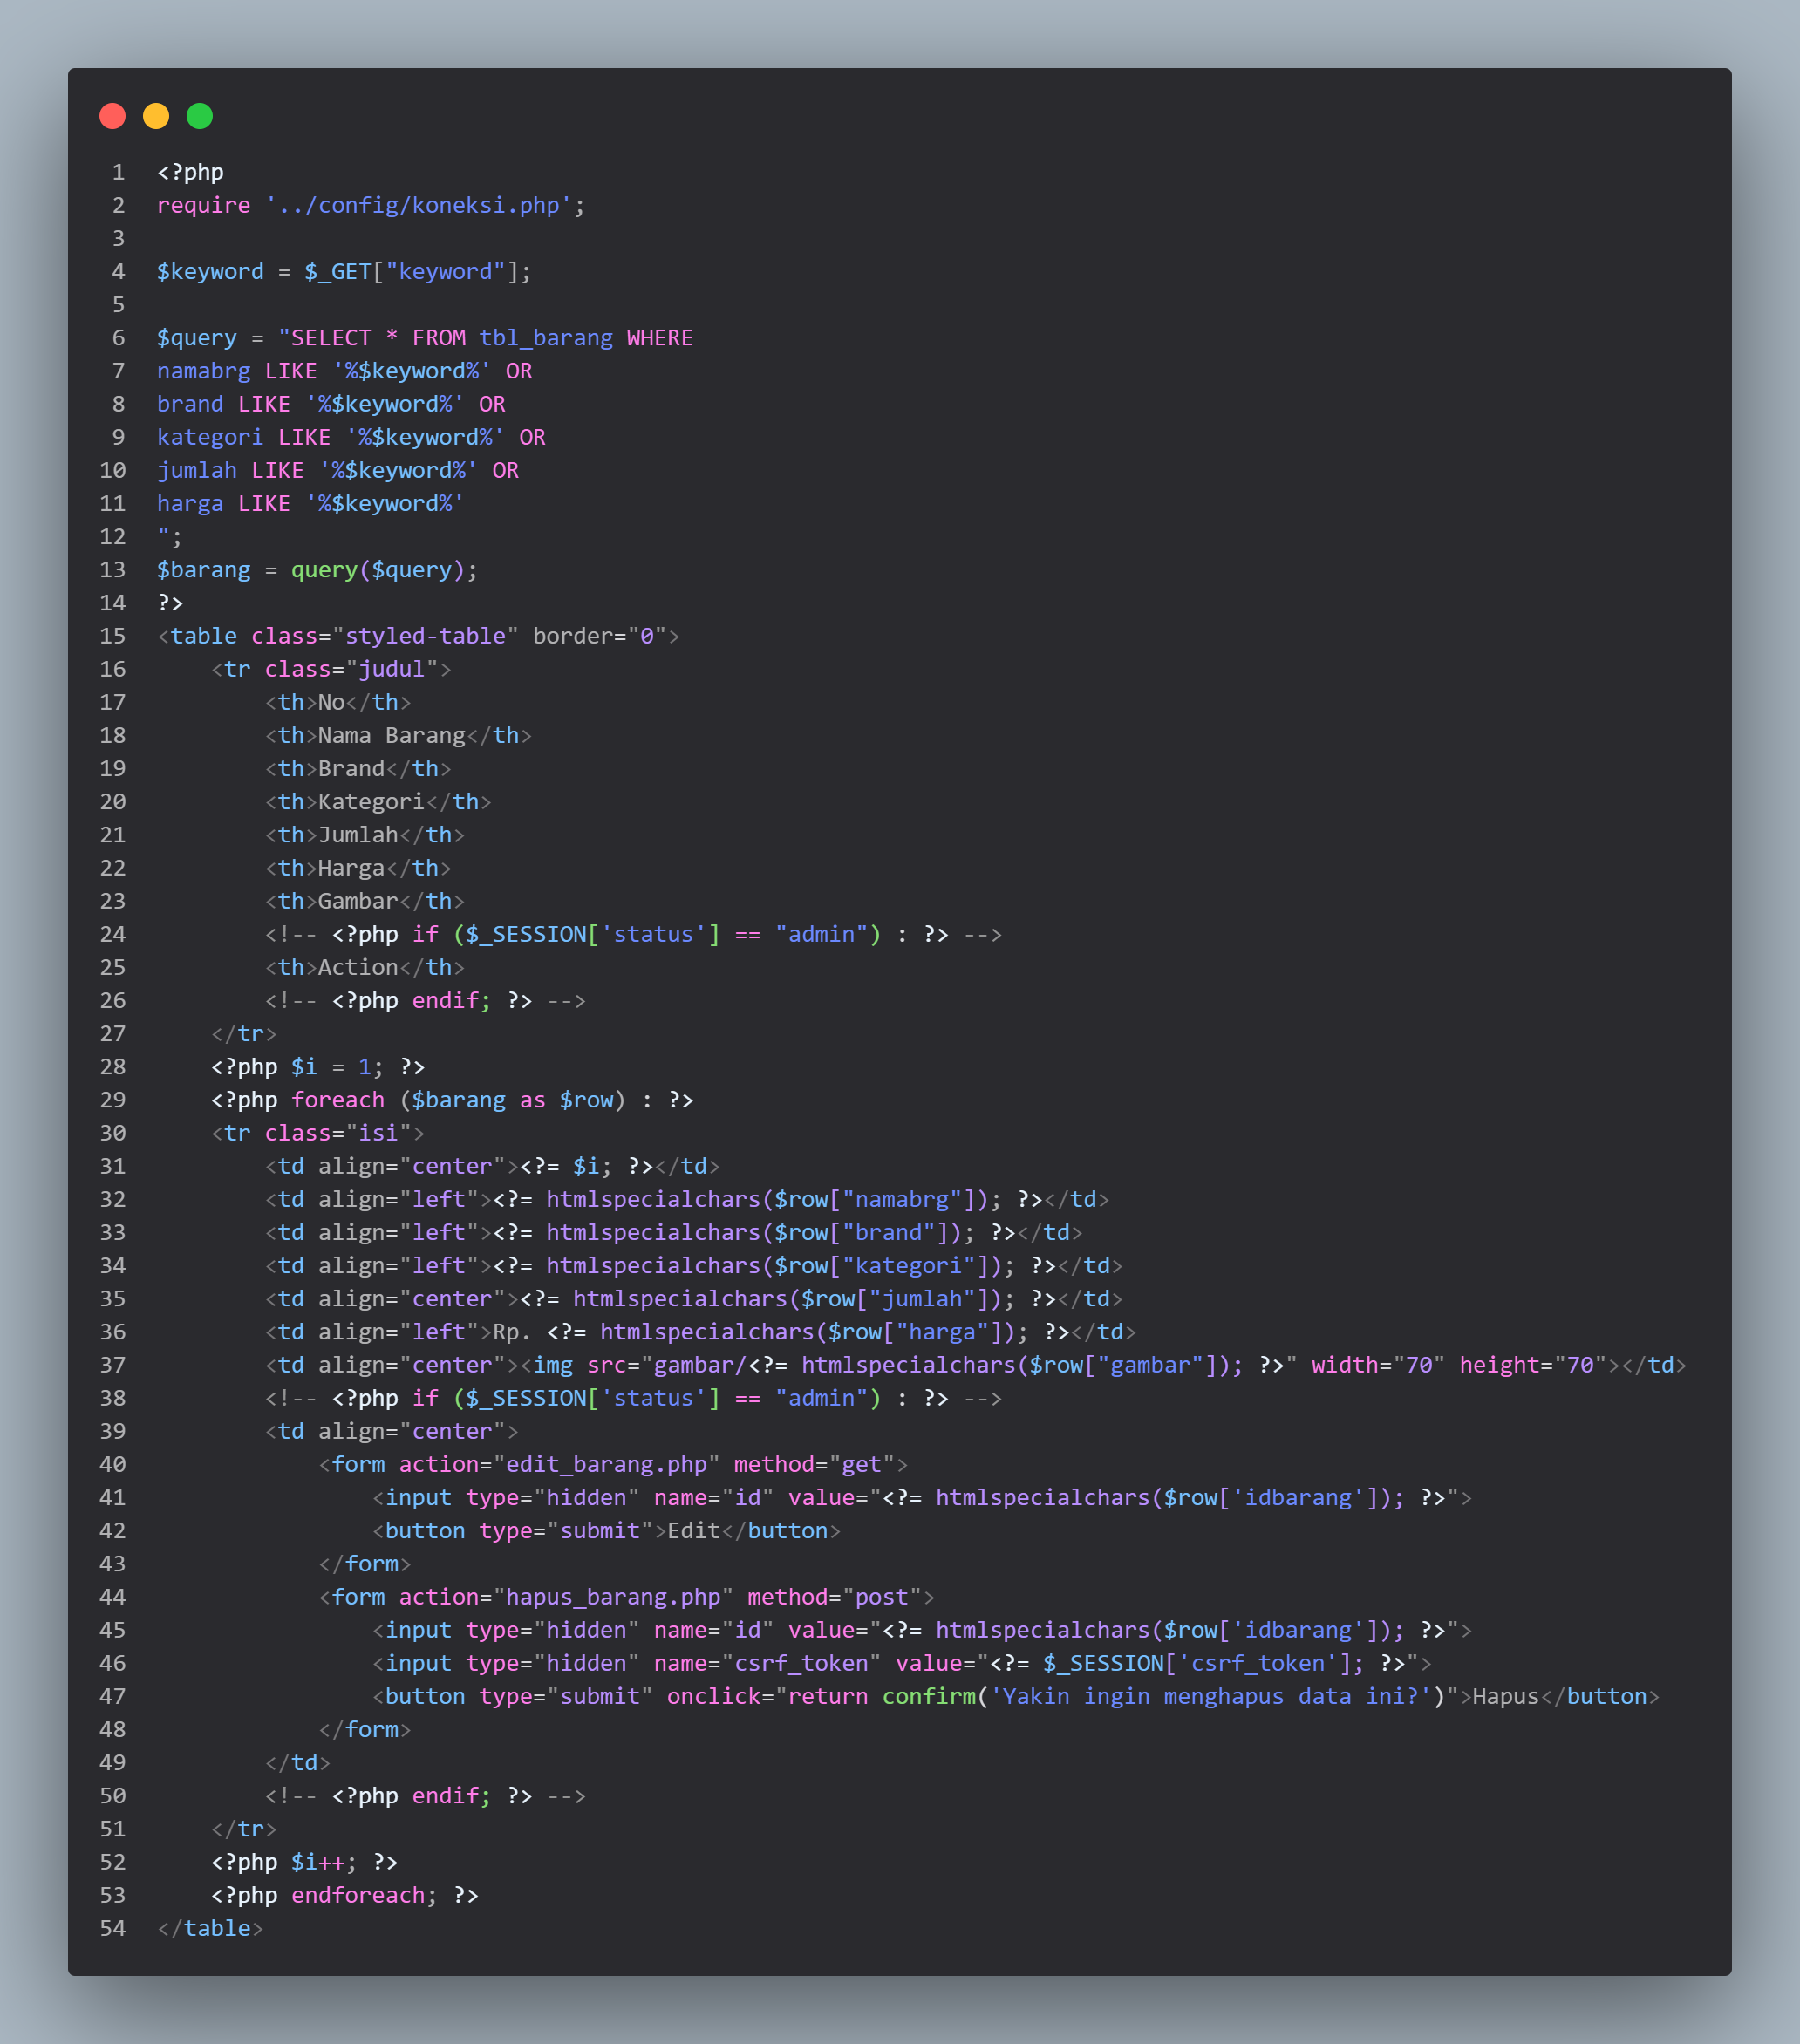 1 <?php
2 require '../config/koneksi.php';
3
4 $keyword = $_GET["keyword"];
5
6 $query = "SELECT * FROM tbl_barang WHERE
7 namabrg LIKE '%$keyword%' OR
8 brand LIKE '%$keyword%' OR
9 kategori LIKE '%$keyword%' OR
10 jumlah LIKE '%$keyword%' OR
11 harga LIKE '%$keyword%'
12 ";
13 $barang = query($query);
14 ?>
15 <table class="styled-table" border="0">
16     <tr class="judul">
17         <th>No</th>
18         <th>Nama Barang</th>
19         <th>Brand</th>
20         <th>Kategori</th>
21         <th>Jumlah</th>
22         <th>Harga</th>
23         <th>Gambar</th>
24         <!-- <?php if ($_SESSION['status'] == "admin") : ?> -->
25         <th>Action</th>
26         <!-- <?php endif; ?> -->
27     </tr>
28     <?php $i = 1; ?>
29     <?php foreach ($barang as $row) : ?>
30     <tr class="isi">
31         <td align="center"><?= $i; ?></td>
32         <td align="left"><?= htmlspecialchars($row["namabrg"]); ?></td>
33         <td align="left"><?= htmlspecialchars($row["brand"]); ?></td>
34         <td align="left"><?= htmlspecialchars($row["kategori"]); ?></td>
35         <td align="center"><?= htmlspecialchars($row["jumlah"]); ?></td>
36         <td align="left">Rp. <?= htmlspecialchars($row["harga"]); ?></td>
37         <td align="center"><img src="gambar/<?= htmlspecialchars($row["gambar"]); ?>" width="70" height="70"></td>
38         <!-- <?php if ($_SESSION['status'] == "admin") : ?> -->
39         <td align="center">
40             <form action="edit_barang.php" method="get">
41                 <input type="hidden" name="id" value="<?= htmlspecialchars($row['idbarang']); ?>">
42                 <button type="submit">Edit</button>
43             </form>
44             <form action="hapus_barang.php" method="post">
45                 <input type="hidden" name="id" value="<?= htmlspecialchars($row['idbarang']); ?>">
46                 <input type="hidden" name="csrf_token" value="<?= $_SESSION['csrf_token']; ?>">
47                 <button type="submit" onclick="return confirm('Yakin ingin menghapus data ini?')">Hapus</button>
48             </form>
49         </td>
50         <!-- <?php endif; ?> -->
51     </tr>
52     <?php $i++; ?>
53     <?php endforeach; ?>
54 </table>